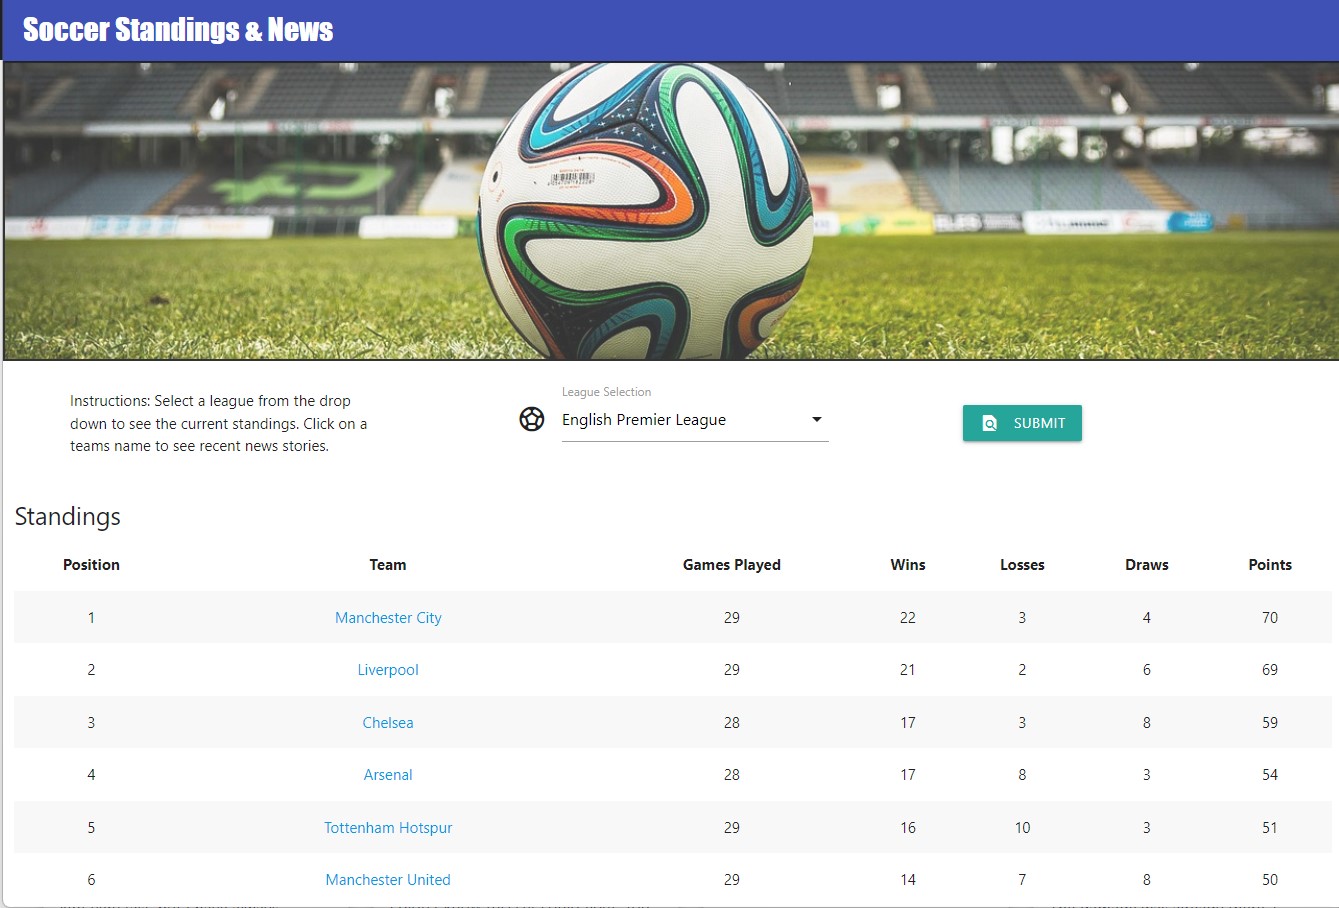 Soccer Standings & News
Instructions: Select a league from the drop
down to see the current standings. Click on a
teams name to see recent news stories.
League Selection
English Premier League
SUBMIT
Standings
Position Team Games Played Wins Losses Draws Points
1 Manchester City 29 22 3 4 70
2 Liverpool 29 21 2 6 69
3 Chelsea 28 17 3 8 59
4 Arsenal 28 17 8 3 54
5 Tottenham Hotspur 29 16 10 3 51
6 Manchester United 29 14 7 8 50